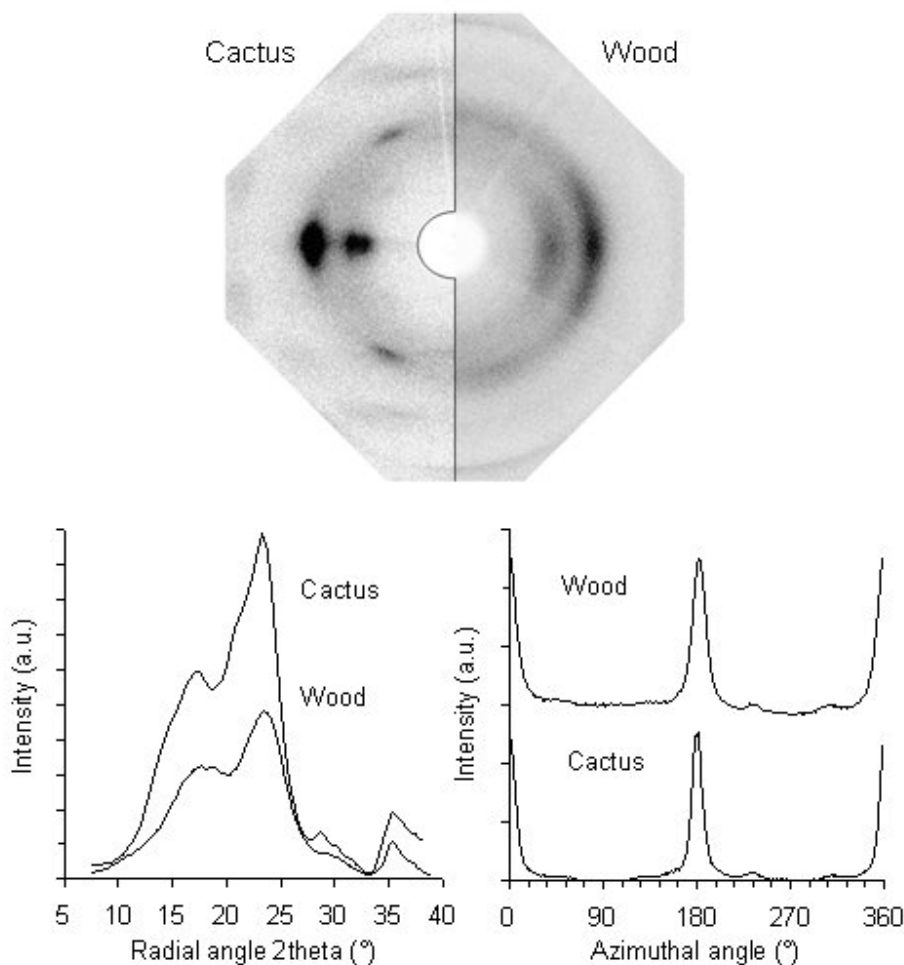 Cactus
Wood
Intensity (a.u.)
Cactus
Wood
5 10 15 20 25 30 35 40
Radial angle 2theta (°)
Intensity (a.u.)
Wood
Cactus
0 90 180 270 360
Azimuthal angle (°)